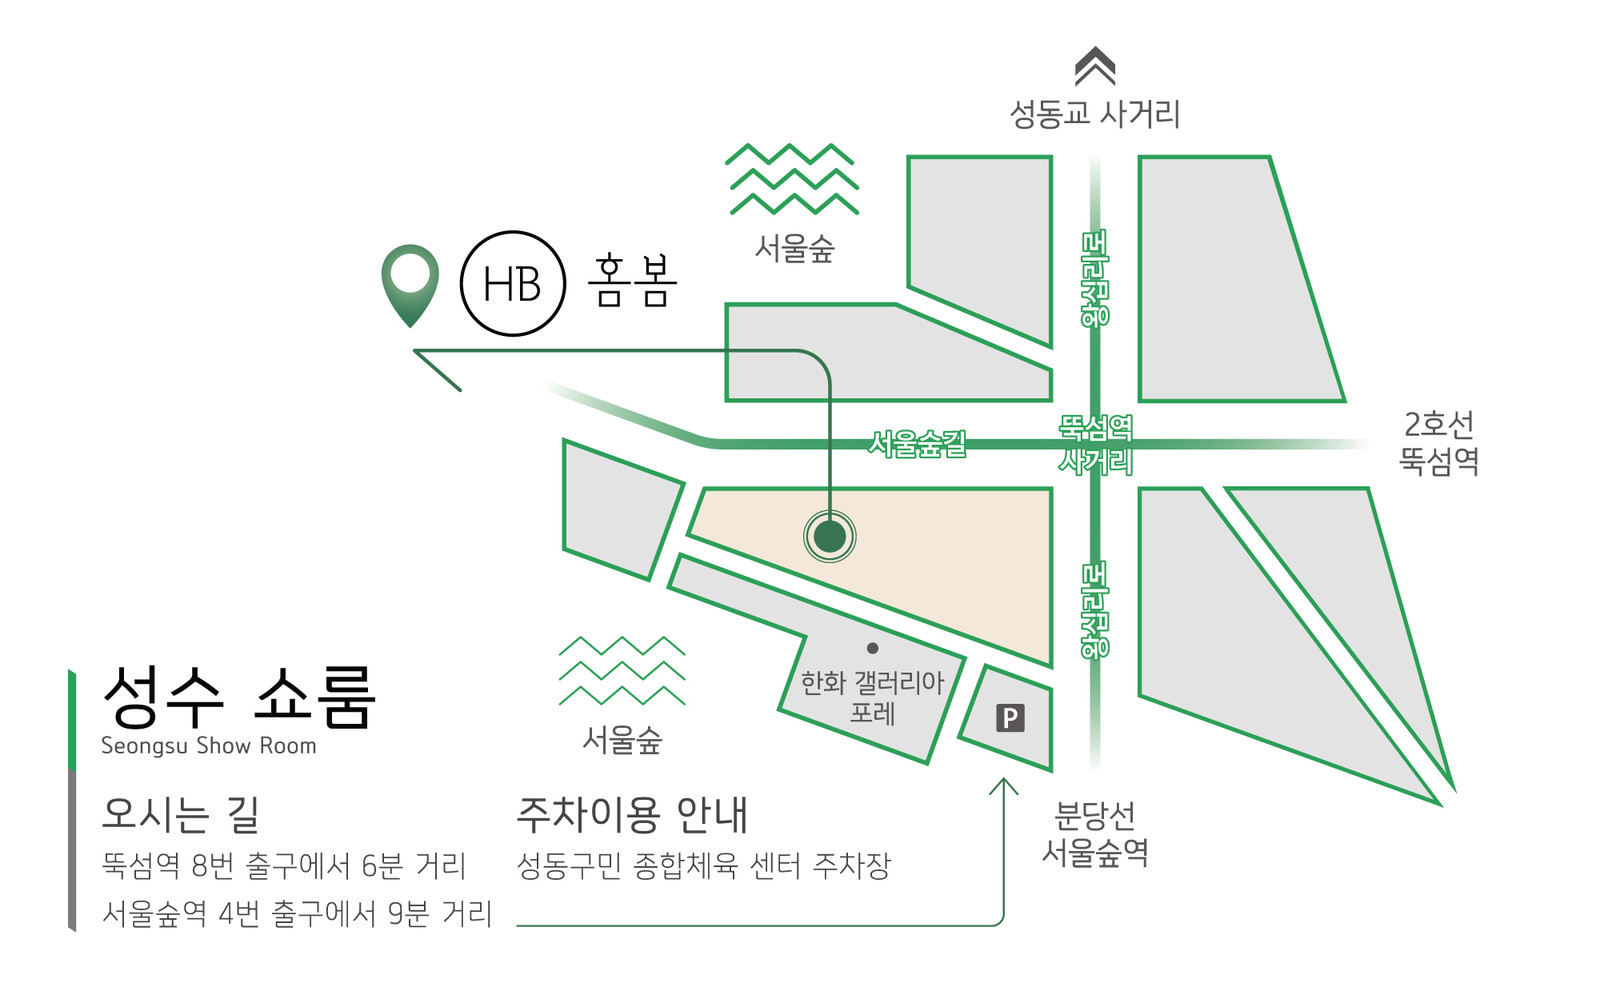 성동교 사거리
서울숲
HB 홈봄
왕십리로
서울숲길
뚝섬역
사거리
2호선
뚝섬역
왕십리로
한화 갤러리아
포레
P
서울숲
분당선
서울숲역
성수 쇼룸
Seongsu Show Room
오시는 길
뚝섬역 8번 출구에서 6분 거리
서울숲역 4번 출구에서 9분 거리
주차이용 안내
성동구민 종합체육 센터 주차장